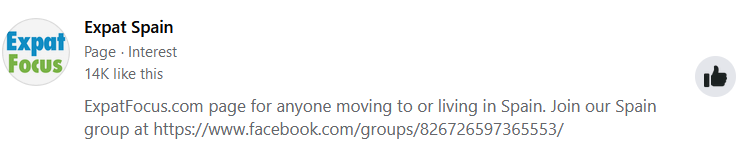 Expat
Focus
Expat Spain
Page · Interest
14K like this
ExpatFocus.com page for anyone moving to or living in Spain. Join our Spain
group at https://www.facebook.com/groups/826726597365553/